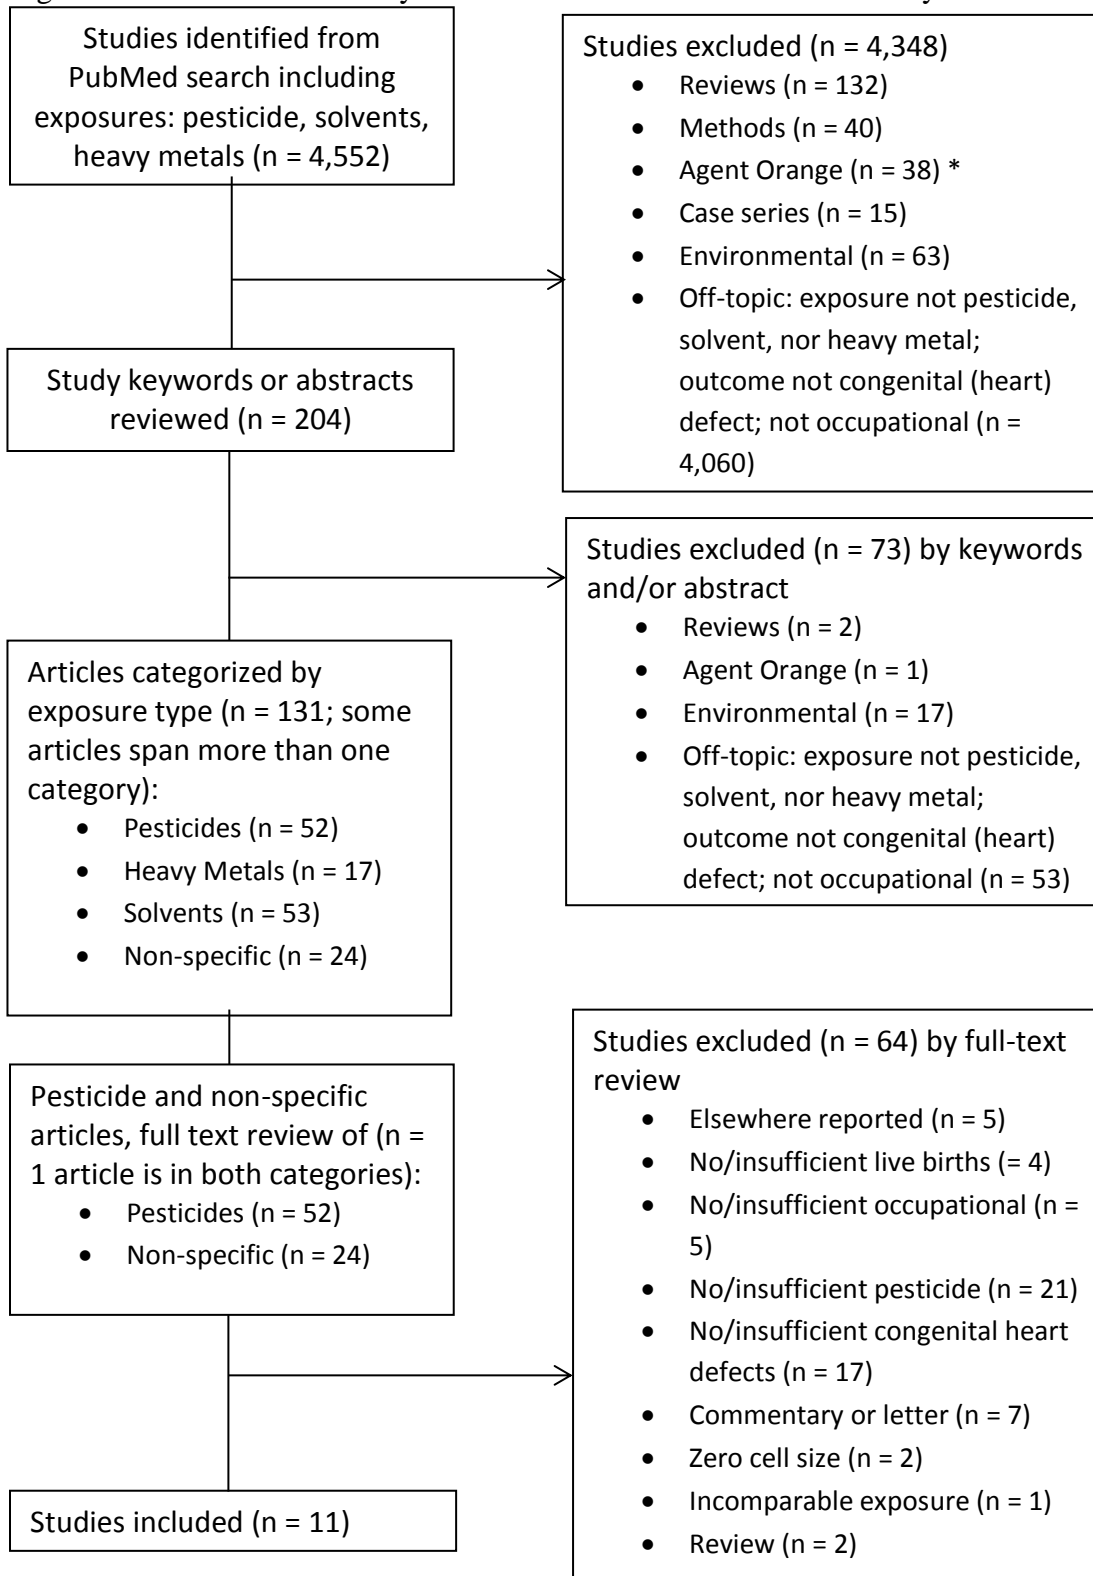 Studies identified from
PubMed search including
exposures: pesticide, solvents,
heavy metals (n = 4,552)
Studies excluded (n = 4,348)
• Reviews (n = 132)
• Methods (n = 40)
• Agent Orange (n = 38) *
• Case series (n = 15)
• Environmental (n = 63)
• Off-topic: exposure not pesticide,
solvent, nor heavy metal;
outcome not congenital (heart)
defect; not occupational (n =
4,060)
Study keywords or abstracts
reviewed (n = 204)
Studies excluded (n = 73) by keywords
and/or abstract
• Reviews (n = 2)
• Agent Orange (n = 1)
• Environmental (n = 17)
• Off-topic: exposure not pesticide,
solvent, nor heavy metal;
outcome not congenital (heart)
defect; not occupational (n = 53)
Articles categorized by
exposure type (n = 131; some
articles span more than one
category):
• Pesticides (n = 52)
• Heavy Metals (n = 17)
• Solvents (n = 53)
• Non-specific (n = 24)
Pesticide and non-specific
articles, full text review of (n =
1 article is in both categories):
• Pesticides (n = 52)
• Non-specific (n = 24)
Studies excluded (n = 64) by full-text
review
• Elsewhere reported (n = 5)
• No/insufficient live births (= 4)
• No/insufficient occupational (n =
5)
• No/insufficient pesticide (n = 21)
• No/insufficient congenital heart
defects (n = 17)
• Commentary or letter (n = 7)
• Zero cell size (n = 2)
• Incomparable exposure (n = 1)
• Review (n = 2)
Studies included (n = 11)